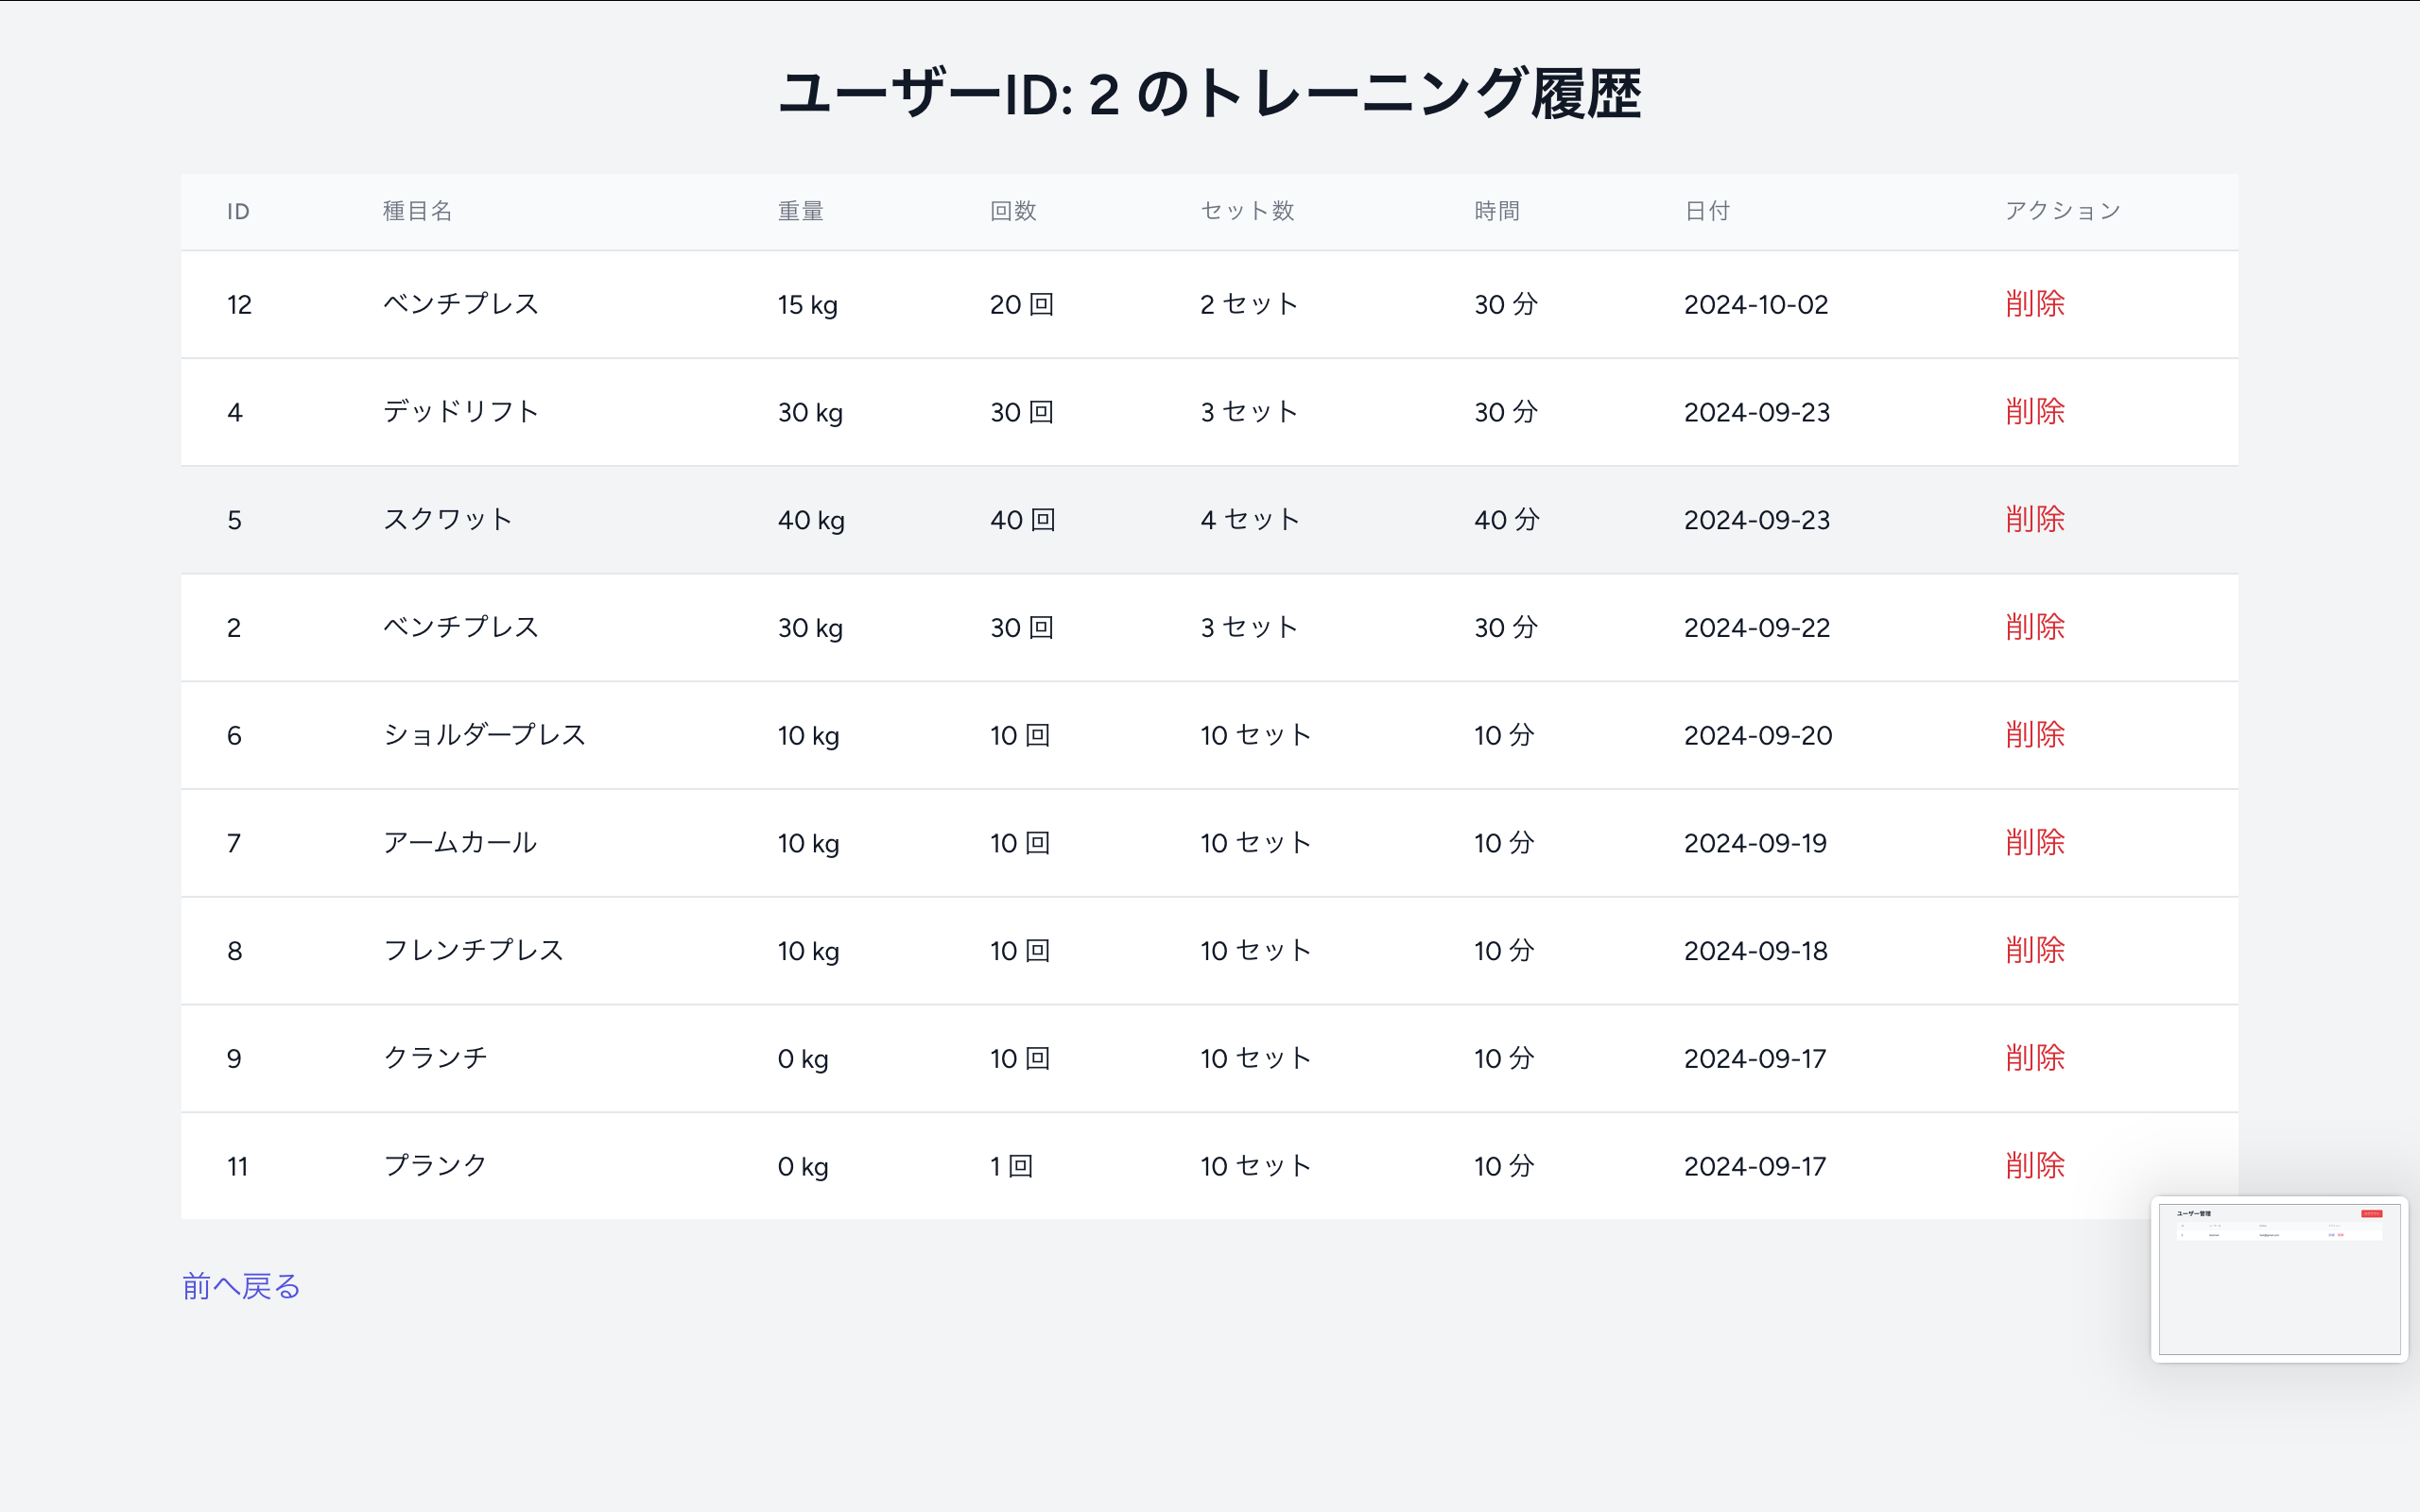 ユーザーID: 2 のトレーニング履歴
ID 種目名 重量 回数 セット数 時間 日付 アクション
12 ベンチプレス 15 kg 20 回 2 セット 30 分 2024-10-02 削除
4 デッドリフト 30 kg 30 回 3 セット 30 分 2024-09-23 削除
5 スクワット 40 kg 40 回 4 セット 40 分 2024-09-23 削除
2 ベンチプレス 30 kg 30 回 3 セット 30 分 2024-09-22 削除
6 ショルダープレス 10 kg 10 回 10 セット 10 分 2024-09-20 削除
7 アームカール 10 kg 10 回 10 セット 10 分 2024-09-19 削除
8 フレンチプレス 10 kg 10 回 10 セット 10 分 2024-09-18 削除
9 クランチ 0 kg 10 回 10 セット 10 分 2024-09-17 削除
11 プランク 0 kg 1 回 10 セット 10 分 2024-09-17 削除
ユーザー管理
前へ戻る